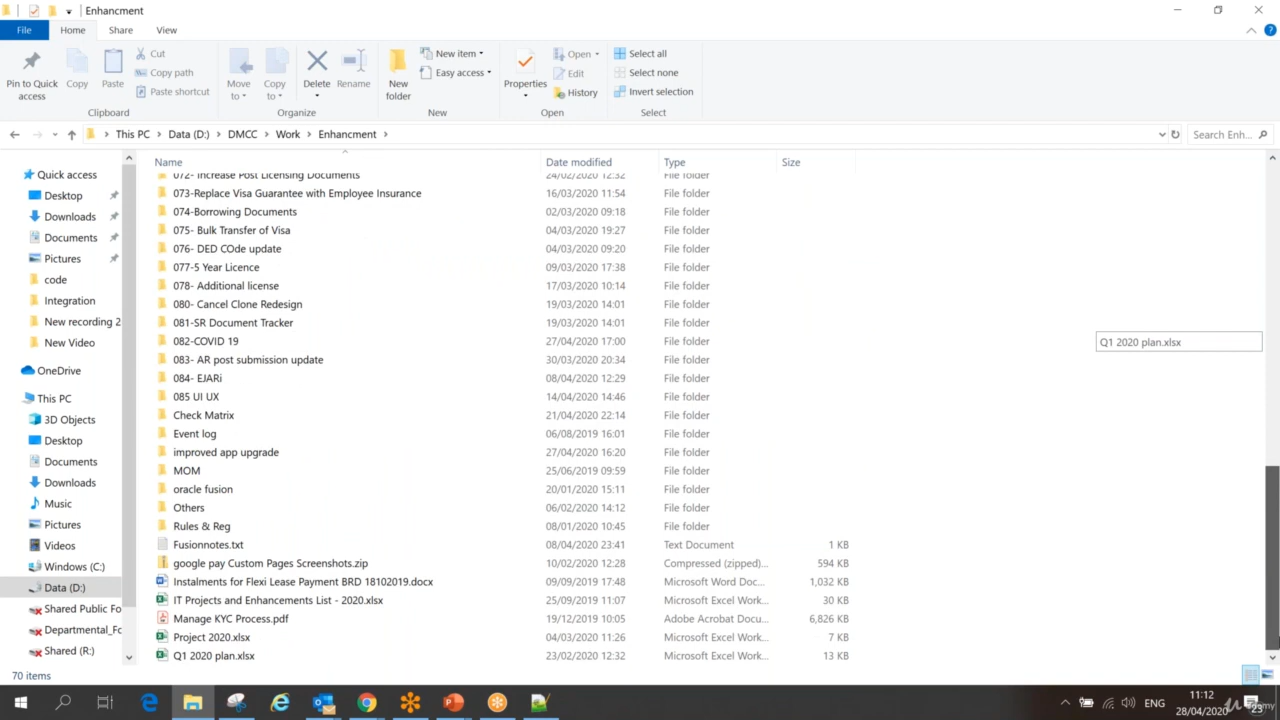 Enhancment
File Home Share View
Pin to Quick access
Copy
Paste
Cut
Copy path
Paste shortcut
Clipboard
Move to
Copy to
Delete
Rename
Organize
New folder
New item
Easy access
New
Properties
Open
Edit
History
Open
Select all
Select none
Invert selection
Select
This PC > Data (D:) > DMCC > Work > Enhancment >
Search Enh...
Quick access
Desktop
Downloads
Documents
Pictures
code
Integration
New recording 2
New Video
OneDrive
This PC
3D Objects
Desktop
Documents
Downloads
Music
Pictures
Videos
Windows (C:)
Data (D:)
Shared Public Fo
Departmental_Fo
Shared (R:)
Name Date modified Type Size
072- Increase Post Licensing Documents 24/02/2020 12:32 File folder
073-Replace Visa Guarantee with Employee Insurance 16/03/2020 11:54 File folder
074-Borrowing Documents 02/03/2020 09:18 File folder
075- Bulk Transfer of Visa 04/03/2020 19:27 File folder
076- DED COde update 04/03/2020 09:20 File folder
077-5 Year Licence 09/03/2020 17:38 File folder
078- Additional license 17/03/2020 10:14 File folder
080- Cancel Clone Redesign 19/03/2020 14:01 File folder
081-SR Document Tracker 19/03/2020 14:01 File folder
082-COVID 19 27/04/2020 17:00 File folder
083- AR post submission update 30/03/2020 20:34 File folder
084- EJARi 08/04/2020 12:29 File folder
085 UI UX 14/04/2020 14:46 File folder
Check Matrix 21/04/2020 22:14 File folder
Event log 06/08/2019 16:01 File folder
improved app upgrade 27/04/2020 16:20 File folder
MOM 25/06/2019 09:59 File folder
oracle fusion 20/01/2020 15:11 File folder
Others 06/02/2020 14:12 File folder
Rules & Reg 08/01/2020 10:45 File folder
Fusionnotes.txt 08/04/2020 23:41 Text Document 1 KB
google pay Custom Pages Screenshots.zip 10/02/2020 12:28 Compressed (zipped)... 594 KB
Instalments for Flexi Lease Payment BRD 18102019.docx 09/09/2019 17:48 Microsoft Word Doc... 1,032 KB
IT Projects and Enhancements List - 2020.xlsx 25/09/2019 11:07 Microsoft Excel Work... 30 KB
Manage KYC Process.pdf 19/12/2019 10:05 Adobe Acrobat Docu... 6,826 KB
Project 2020.xlsx 04/03/2020 11:26 Microsoft Excel Work... 7 KB
Q1 2020 plan.xlsx 23/02/2020 12:32 Microsoft Excel Work... 13 KB
Q1 2020 plan.xlsx
70 items
ENG
11:12
28/04/2020
23